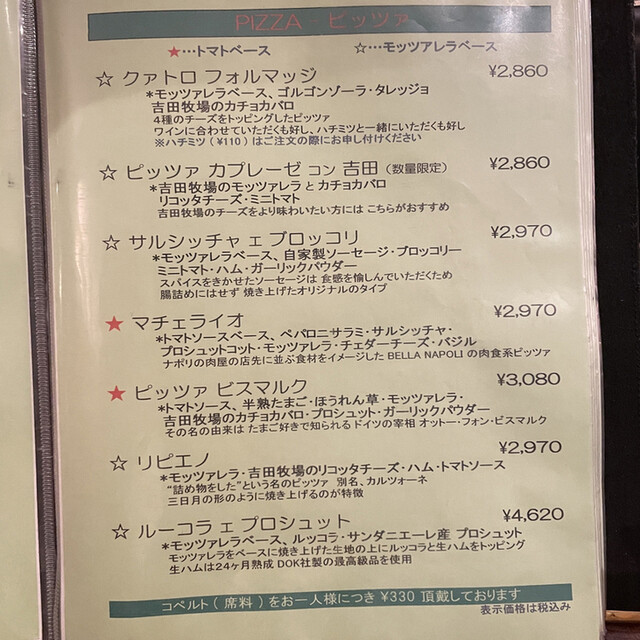 PIZZA ー ピッツァ
★…トマトベース ☆…モッツアレラベース
☆ クァトロ フォルマッジ ¥2,860
*モッツァレラベース、ゴルゴンゾーラ・タレッジョ
吉田牧場のカチョカバロ
4種のチーズをトッピングしたピッツァ
ワインに合わせていただくも好し、ハチミツと一緒にいただくも好し
※ハチミツ ( ¥110 ) はご注文の際にお申し付けください
☆ ピッツァ カプレーゼ コン 吉田 (数量限定) ¥2,860
*吉田牧場のモッツァレラ と カチョカバロ
リコッタチーズ・ミニトマト
吉田牧場のチーズをより味わいたい方には こちらがおすすめ
☆ サルシッチャ エ ブロッコリ ¥2,970
*モッツァレラベース、自家製ソーセージ・ブロッコリー
ミニトマト・ハム・ガーリックパウダー
スパイスをきかせたソーセージは 食感を愉しんでいただくため
腸詰めにはせず 焼き上げたオリジナルのタイプ
★ マチェライオ ¥2,970
*トマトソースベース、ペパロニサラミ・サルシッチャ・
プロシュットコット・モッツァレラ・チェダーチーズ・バジル
ナポリの肉屋の店先に並ぶ食材をイメージした BELLA NAPOLI の肉食系ピッツァ
★ ピッツァ ビスマルク ¥3,080
*トマトソース、半熟たまご・ほうれん草・モッツァレラ・
吉田牧場のカチョカバロ・プロシュット・ガーリックパウダー
その名の由来は たまご好きで知られるドイツの宰相 オットー・フォン・ビスマルク
☆ リピエノ ¥2,970
*モッツァレラ・吉田牧場のリコッタチーズ・ハム・トマトソース
“詰め物をした”という名のピッツァ 別名、カルツォーネ
三日月の形のように焼き上げるのが特徴
☆ ルーコラ エ プロシュット ¥4,620
*モッツァレラベース、ルッコラ・サンダニエーレ産 プロシュット
モッツァレラをベースに焼き上げた生地の上にルッコラと生ハムをトッピング
生ハムは24ヶ月熟成 DOK社製の最高級品を使用
コペルト ( 席料 ) をお一人様につき ¥330 頂戴しております
表示価格は税込み